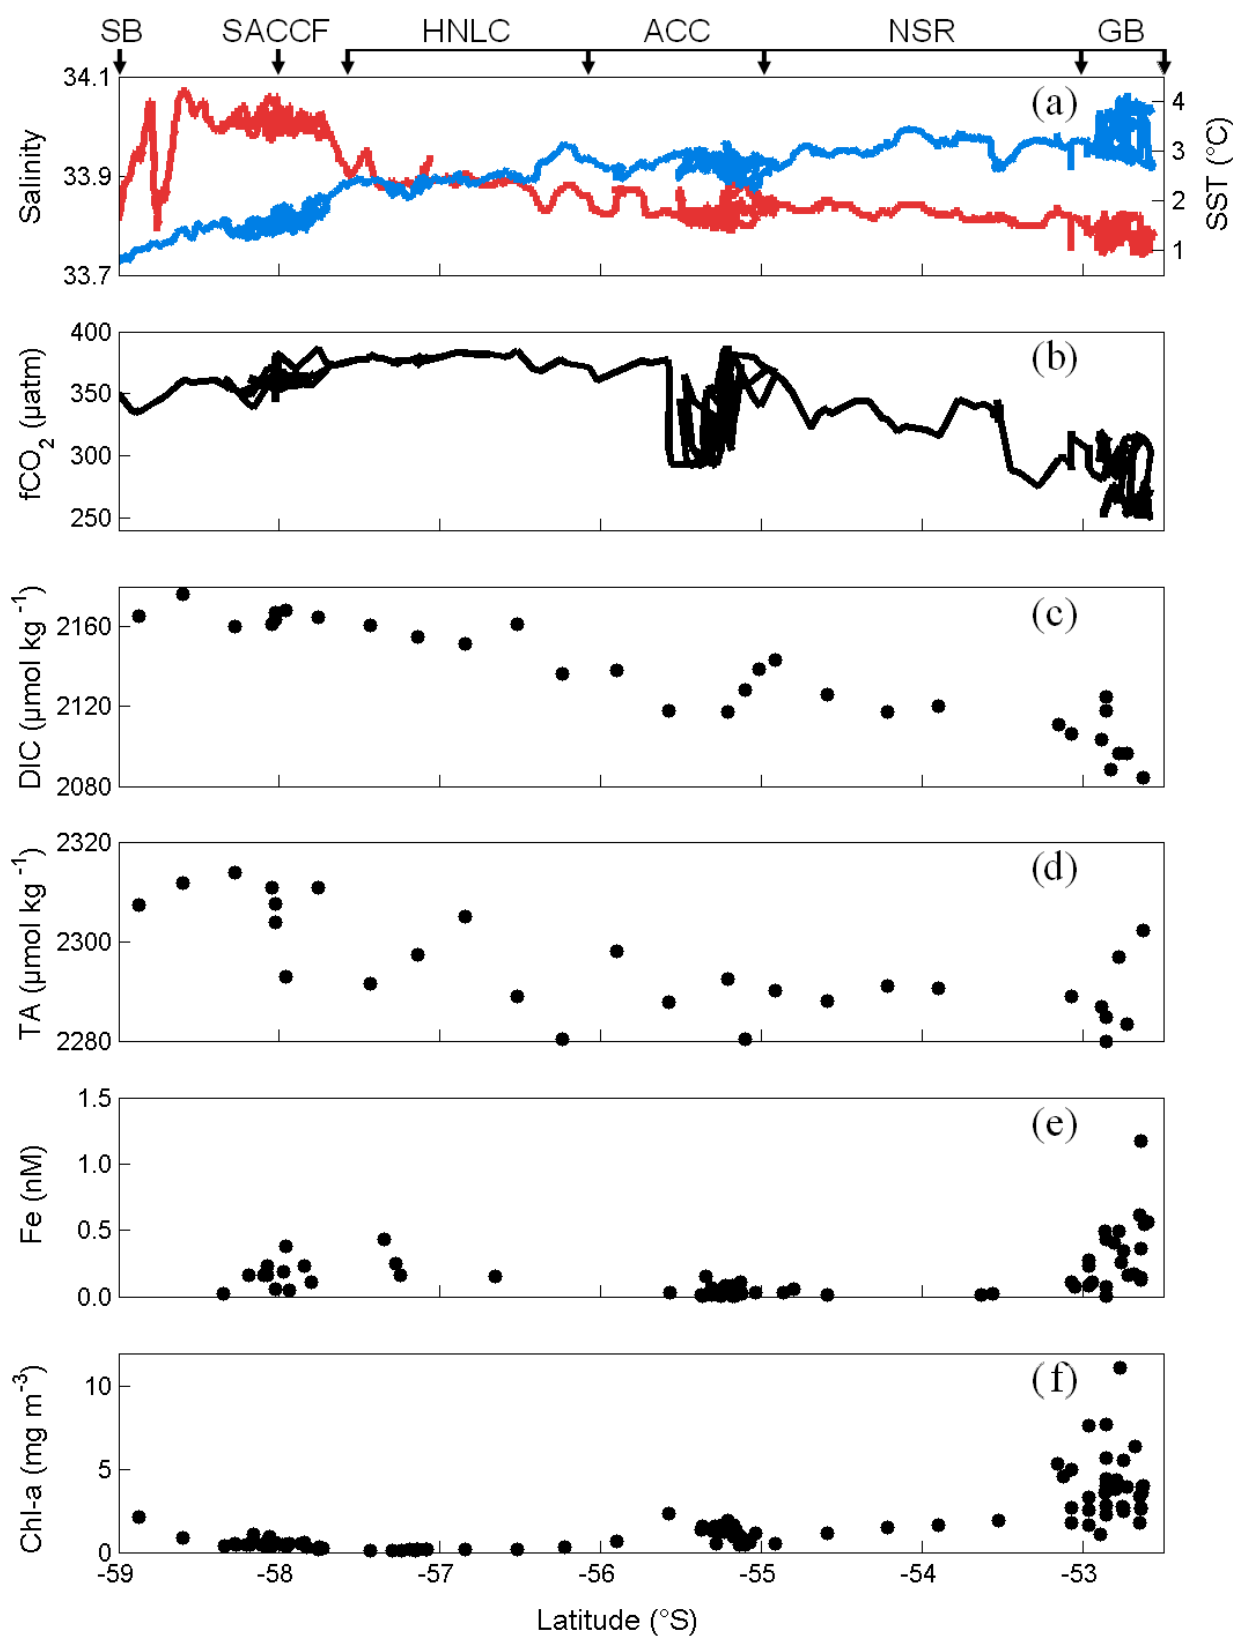 SB SACCF HNLC ACC NSR GB
34.1
33.9
33.7
Salinity
(a)
4
3
2
1
SST (°C)
400
350
300
250
fCO2 (µatm)
(b)
2160
2120
2080
DIC (µmol kg -1)
(c)
2320
2300
2280
TA (µmol kg -1)
(d)
1.5
1.0
0.5
0.0
Fe (nM)
(e)
10
5
0
Chl-a (mg m-3)
(f)
-59 -58 -57 -56 -55 -54 -53
Latitude (°S)